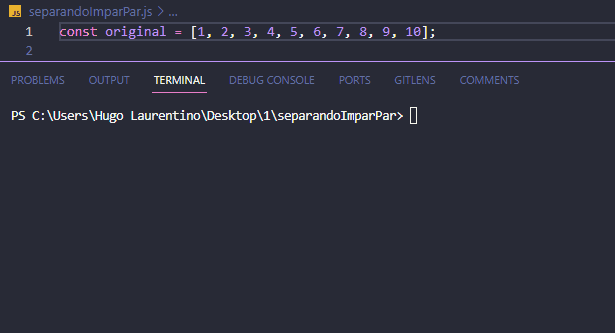 JS separandoImparPar.js > ...
1 const original = [1, 2, 3, 4, 5, 6, 7, 8, 9, 10];
2
PROBLEMS OUTPUT TERMINAL DEBUG CONSOLE PORTS GITLENS COMMENTS
PS C:\Users\Hugo Laurentino\Desktop\1\separandoImparPar>